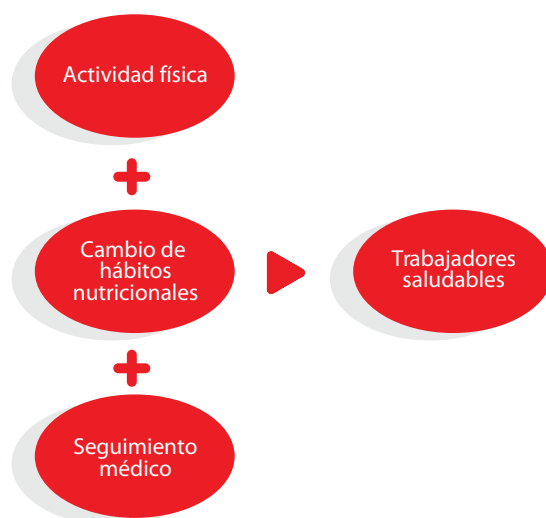 Actividad física
Cambio de
hábitos
nutricionales
Trabajadores
saludables
Seguimiento
médico